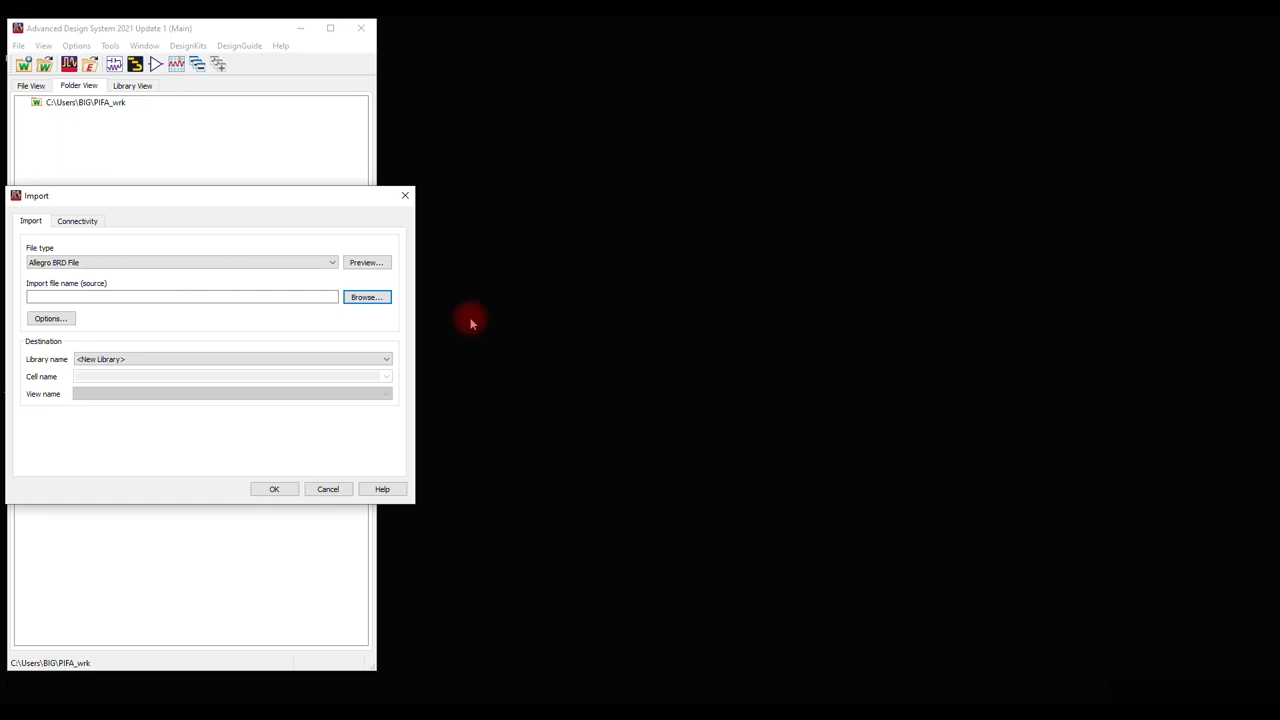 Advanced Design System 2021 Update 1 (Main)
File View Options Tools Window DesignKits DesignGuide Help
File View Folder View Library View
C:\Users\BIG\PIFA_wrk
Import
Import Connectivity
File type
Allegro BRD File Preview...
Import file name (source)
Browse...
Options...
Destination
Library name <New Library>
Cell name
View name
OK Cancel Help
C:\Users\BIG\PIFA_wrk